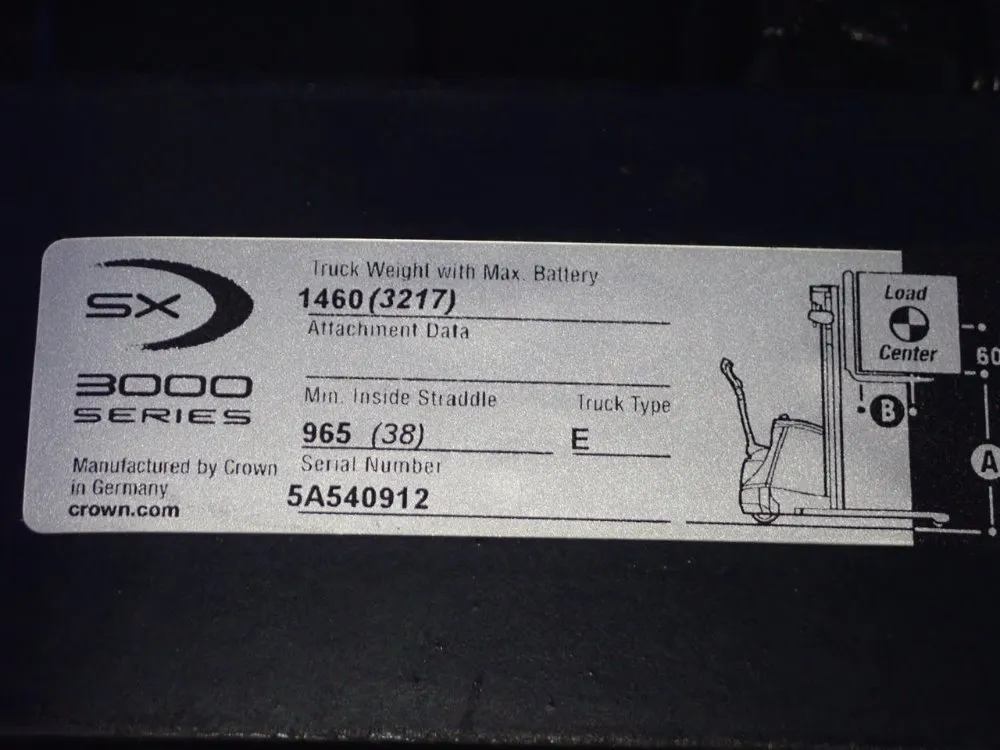 SX
3000
SERIES
Manufactured by Crown
in Germany
crown.com
Truck Weight with Max. Battery
1460 (3217)
Attachment Data
Min. Inside Straddle
965 (38)
Truck Type
E
Serial Number
5A540912
Load
Center
60
B
A